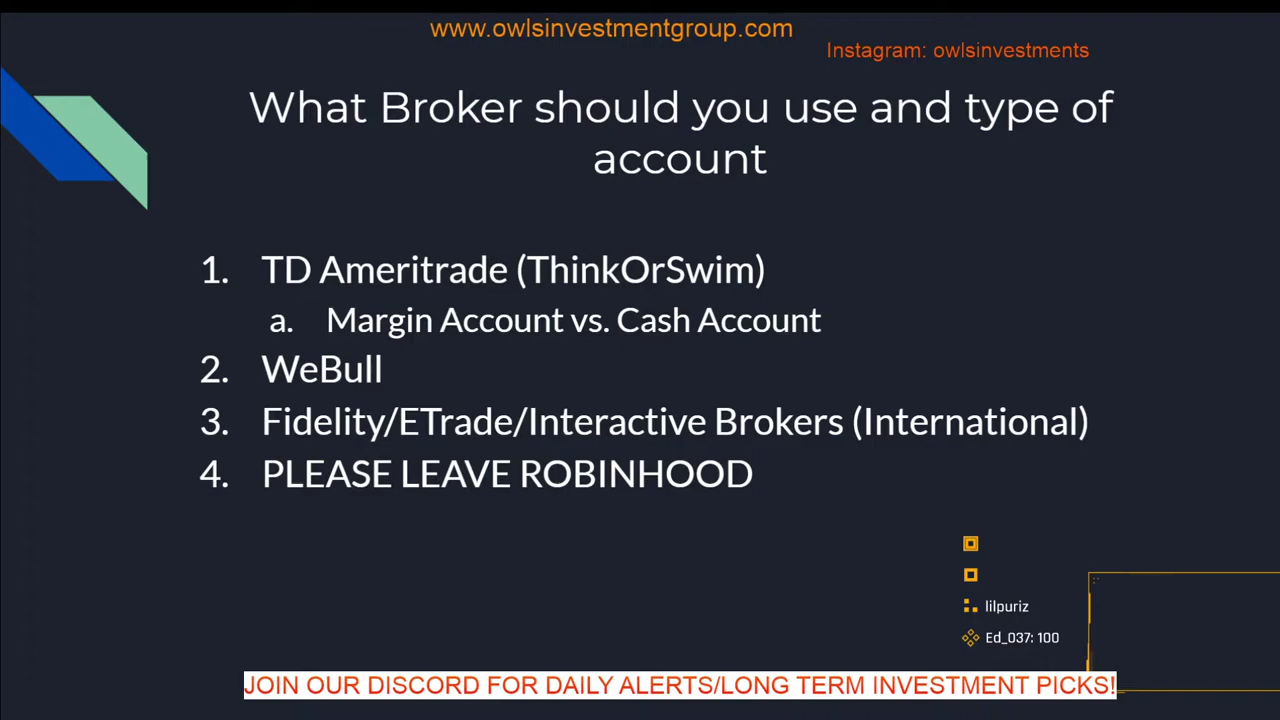 www.owlsinvestmentgroup.com
Instagram: owlsinvestments
What Broker should you use and type of
account
1. TD Ameritrade (ThinkOrSwim)
a. Margin Account vs. Cash Account
2. WeBull
3. Fidelity/ETrade/Interactive Brokers (International)
4. PLEASE LEAVE ROBINHOOD
lilpuriz
Ed_037: 100
JOIN OUR DISCORD FOR DAILY ALERTS/LONG TERM INVESTMENT PICKS!